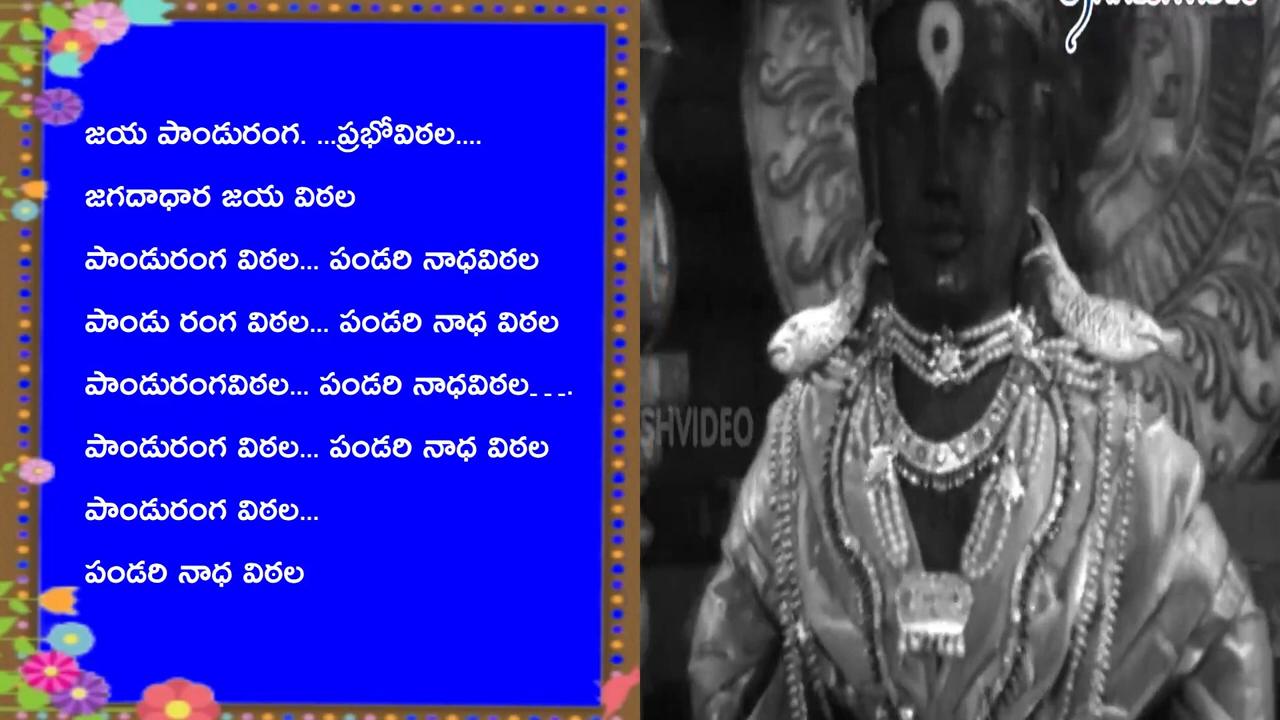 జయ పాండురంగ. ...ప్రభోవిఠల....
జగదాధార జయ విఠల
పాండురంగ విఠల... పండరి నాధవిఠల
పాండు రంగ విఠల... పండరి నాధ విఠల
పాండురంగవిఠల... పండరి నాధవిఠల_ _ _.
పాండురంగ విఠల... పండరి నాధ విఠల
పాండురంగ విఠల...
పండరి నాధ విఠల
SHVIDEO